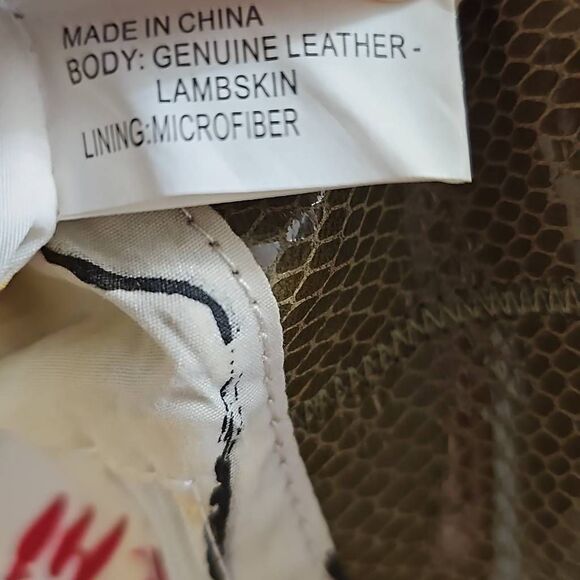 MADE IN CHINA
BODY: GENUINE LEATHER -
LAMBSKIN
LINING:MICROFIBER